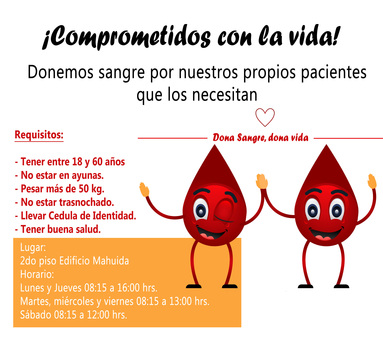 ¡Comprometidos con la vida!
Donemos sangre por nuestros propios pacientes
que los necesitan
Requisitos:
Dona Sangre, dona vida
- Tener entre 18 y 60 años
- No estar en ayunas.
- Pesar más de 50 kg.
- No estar trasnochado.
- Llevar Cedula de Identidad.
- Tener buena salud.
Lugar:
2do piso Edificio Mahuida
Horario:
Lunes y Jueves 08:15 a 16:00 hrs.
Martes, miércoles y viernes 08:15 a 13:00 hrs.
Sábado 08:15 a 12:00 hrs.